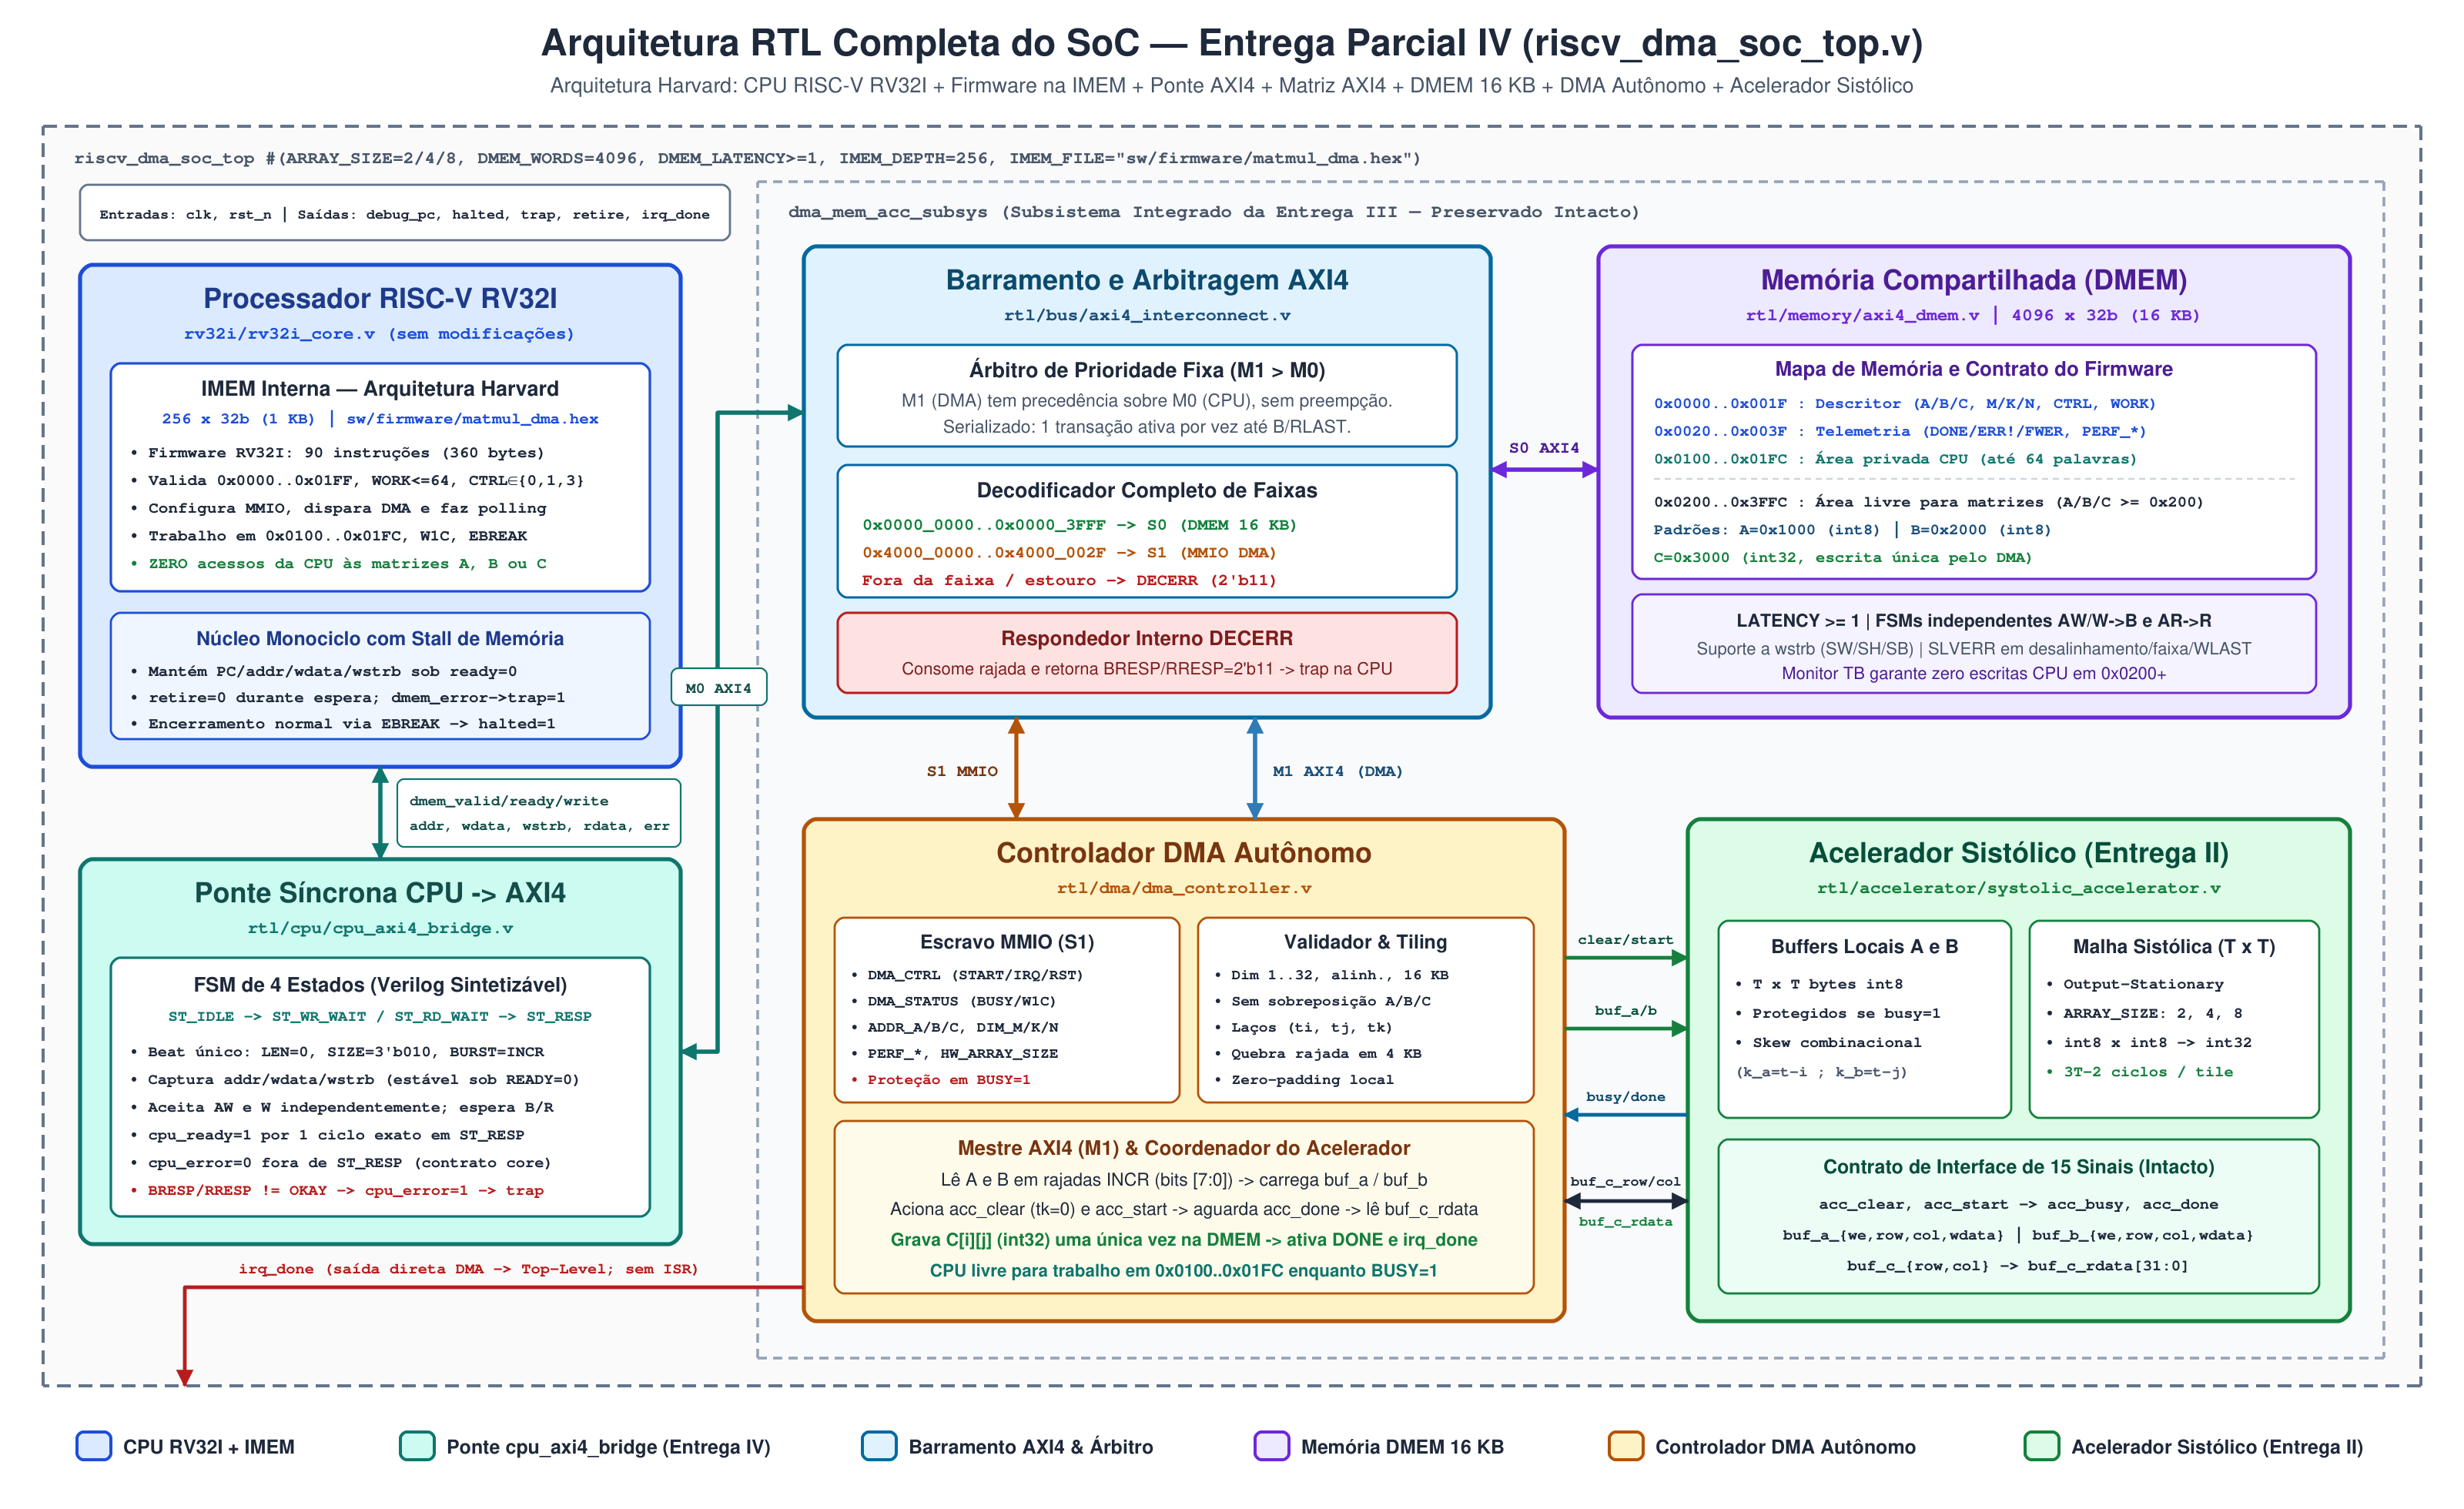 Arquitetura RTL Completa do SoC — Entrega Parcial IV (riscv_dma_soc_top.v)
Arquitetura Harvard: CPU RISC-V RV32I + Firmware na IMEM + Ponte AXI4 + Matriz AXI4 + DMEM 16 KB + DMA Autônomo + Acelerador Sistólico
riscv_dma_soc_top #(ARRAY_SIZE=2/4/8, DMEM_WORDS=4096, DMEM_LATENCY>=1, IMEM_DEPTH=256, IMEM_FILE="sw/firmware/matmul_dma.hex")
Entradas: clk, rst_n | Saídas: debug_pc, halted, trap, retire, irq_done
Processador RISC-V RV32I
rv32i/rv32i_core.v (sem modificações)
IMEM Interna — Arquitetura Harvard
256 x 32b (1 KB) | sw/firmware/matmul_dma.hex
• Firmware RV32I: 90 instruções (360 bytes)
• Valida 0x0000..0x01FF, WORK<=64, CTRL∈{0,1,3}
• Configura MMIO, dispara DMA e faz polling
• Trabalho em 0x0100..0x01FC, W1C, EBREAK
• ZERO acessos da CPU às matrizes A, B ou C
Núcleo Monociclo com Stall de Memória
• Mantém PC/addr/wdata/wstrb sob ready=0
• retire=0 durante espera; dmem_error->trap=1
• Encerramento normal via EBREAK -> halted=1
dmem_valid/ready/write
addr, wdata, wstrb, rdata, err
M0 AXI4
Ponte Síncrona CPU -> AXI4
rtl/cpu/cpu_axi4_bridge.v
FSM de 4 Estados (Verilog Sintetizável)
ST_IDLE -> ST_WR_WAIT / ST_RD_WAIT -> ST_RESP
• Beat único: LEN=0, SIZE=3'b010, BURST=INCR
• Captura addr/wdata/wstrb (estável sob READY=0)
• Aceita AW e W independentemente; espera B/R
• cpu_ready=1 por 1 ciclo exato em ST_RESP
• cpu_error=0 fora de ST_RESP (contrato core)
• BRESP/RRESP != OKAY -> cpu_error=1 -> trap
irq_done (saída direta DMA -> Top-Level; sem ISR)
dma_mem_acc_subsys (Subsistema Integrado da Entrega III — Preservado Intacto)
Barramento e Arbitragem AXI4
rtl/bus/axi4_interconnect.v
Árbitro de Prioridade Fixa (M1 > M0)
M1 (DMA) tem precedência sobre M0 (CPU), sem preempção.
Serializado: 1 transação ativa por vez até B/RLAST.
Decodificador Completo de Faixas
0x0000_0000..0x0000_3FFF -> S0 (DMEM 16 KB)
0x4000_0000..0x4000_002F -> S1 (MMIO DMA)
Fora da faixa / estouro -> DECERR (2'b11)
Respondedor Interno DECERR
Consome rajada e retorna BRESP/RRESP=2'b11 -> trap na CPU
S0 AXI4
Memória Compartilhada (DMEM)
rtl/memory/axi4_dmem.v | 4096 x 32b (16 KB)
Mapa de Memória e Contrato do Firmware
0x0000..0x001F : Descritor (A/B/C, M/K/N, CTRL, WORK)
0x0020..0x003F : Telemetria (DONE/ERR!/FWER, PERF_*)
0x0100..0x01FC : Área privada CPU (até 64 palavras)
0x0200..0x3FFC : Área livre para matrizes (A/B/C >= 0x200)
Padrões: A=0x1000 (int8) | B=0x2000 (int8)
C=0x3000 (int32, escrita única pelo DMA)
LATENCY >= 1 | FSMs independentes AW/W->B e AR->R
Suporte a wstrb (SW/SH/SB) | SLVERR em desalinhamento/faixa/WLAST
Monitor TB garante zero escritas CPU em 0x0200+
S1 MMIO
M1 AXI4 (DMA)
Controlador DMA Autônomo
rtl/dma/dma_controller.v
Escravo MMIO (S1)
• DMA_CTRL (START/IRQ/RST)
• DMA_STATUS (BUSY/W1C)
• ADDR_A/B/C, DIM_M/K/N
• PERF_*, HW_ARRAY_SIZE
• Proteção em BUSY=1
Validador & Tiling
• Dim 1..32, alinh., 16 KB
• Sem sobreposição A/B/C
• Laços (ti, tj, tk)
• Quebra rajada em 4 KB
• Zero-padding local
Mestre AXI4 (M1) & Coordenador do Acelerador
Lê A e B em rajadas INCR (bits [7:0]) -> carrega buf_a / buf_b
Aciona acc_clear (tk=0) e acc_start -> aguarda acc_done -> lê buf_c_rdata
Grava C[i][j] (int32) uma única vez na DMEM -> ativa DONE e irq_done
CPU livre para trabalho em 0x0100..0x01FC enquanto BUSY=1
clear/start
buf_a/b
busy/done
buf_c_row/col
buf_c_rdata
Acelerador Sistólico (Entrega II)
rtl/accelerator/systolic_accelerator.v
Buffers Locais A e B
• T x T bytes int8
• Protegidos se busy=1
• Skew combinacional
(k_a=t-i ; k_b=t-j)
Malha Sistólica (T x T)
• Output-Stationary
• ARRAY_SIZE: 2, 4, 8
• int8 x int8 -> int32
• 3T-2 ciclos / tile
Contrato de Interface de 15 Sinais (Intacto)
acc_clear, acc_start -> acc_busy, acc_done
buf_a_{we,row,col,wdata} | buf_b_{we,row,col,wdata}
buf_c_{row,col} -> buf_c_rdata[31:0]
CPU RV32I + IMEM
Ponte cpu_axi4_bridge (Entrega IV)
Barramento AXI4 & Árbitro
Memória DMEM 16 KB
Controlador DMA Autônomo
Acelerador Sistólico (Entrega II)